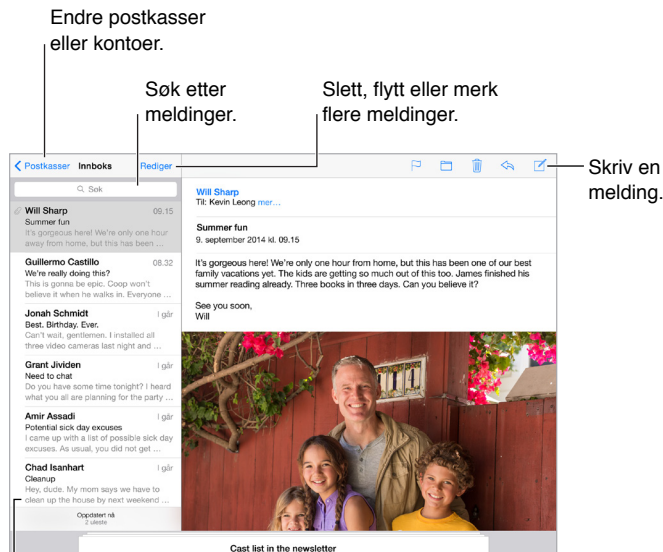 Endre postkasser
eller kontoer.
Søk etter
meldinger.
Slett, flytt eller merk
flere meldinger.
Skriv en
melding.
Postkasser Innboks Rediger
Søk
Will Sharp 09.15
Summer fun
It's gorgeous here! We're only one hour
away from home, but this has been ...
Guillermo Castillo 08.32
We're really doing this?
This is gonna be epic. Coop won't
believe it when he walks in. Everyone ...
Jonah Schmidt I går
Best. Birthday. Ever.
Can't wait, gentlemen. I installed all
three video cameras last night and ...
Grant Jividen I går
Need to chat
Do you have some time tonight? I heard
what you all are planning for the party ...
Amir Assadi I går
Potential sick day excuses
I came up with a list of possible sick day
excuses. As usual, you did not get ...
Chad Isanhart I går
Cleanup
Hey, dude. My mom says we have to
clean up the house by next weekend ...
Oppdatert nå
2 uleste
Will Sharp
Til: Kevin Leong mer...
Summer fun
9. september 2014 kl. 09.15
It's gorgeous here! We're only one hour from home, but this has been one of our best
family vacations yet. The kids are getting so much out of this too. James finished his
summer reading already. Three books in three days. Can you believe it?
See you soon,
Will
Cast list in the newsletter